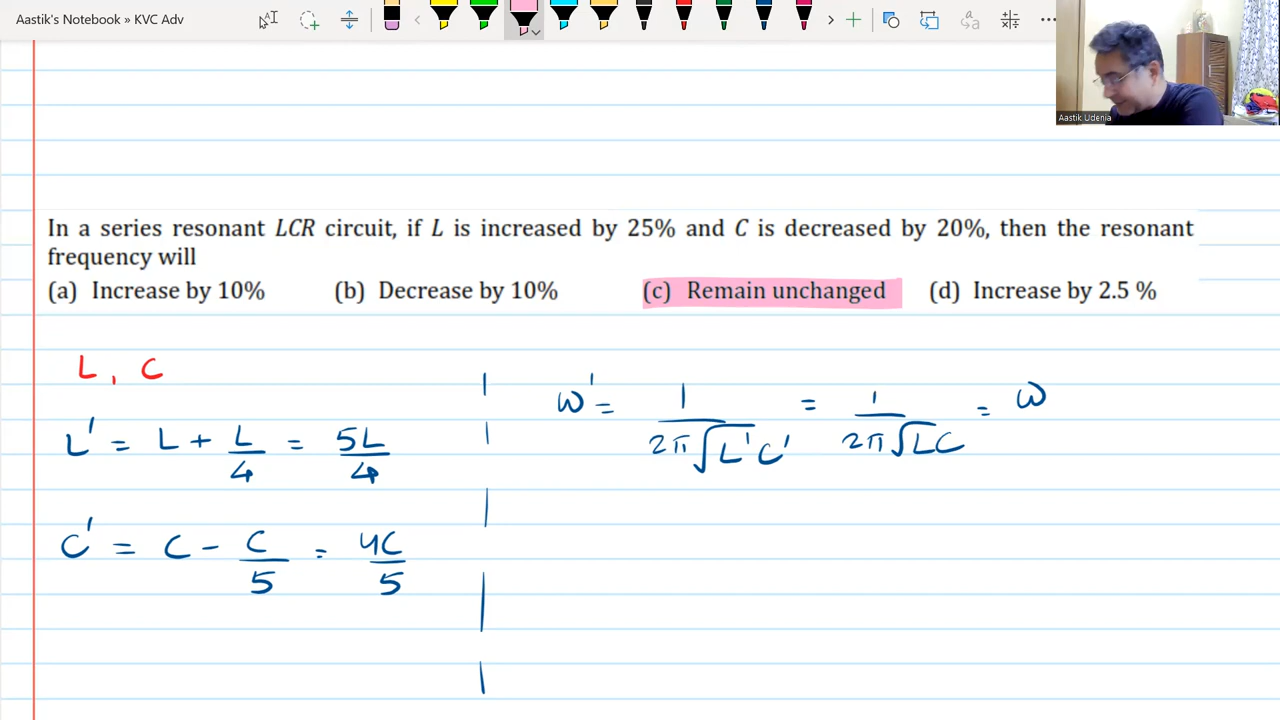 Aastik's Notebook » KVC Adv
Aastik Udenia
In a series resonant LCR circuit, if L is increased by 25% and C is decreased by 20%, then the resonant
frequency will
(a) Increase by 10% (b) Decrease by 10% (c) Remain unchanged (d) Increase by 2.5 %
L, C
L' = L + L/4 = 5L/4
C' = C - C/5 = 4C/5
ω' = 1/2π√L'C' = 1/2π√LC = ω